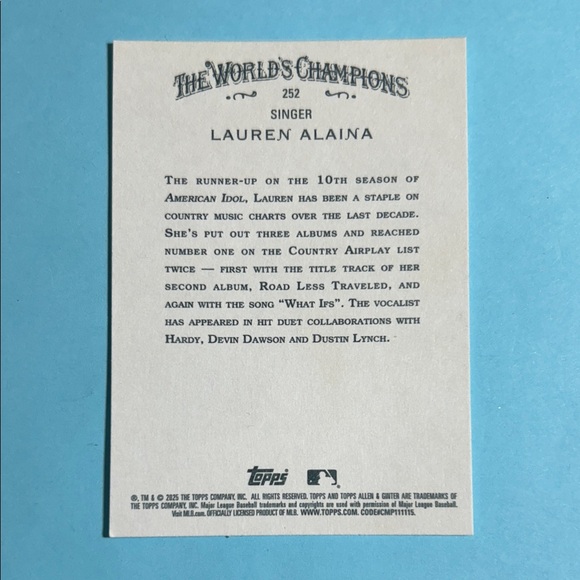 THE WORLD'S CHAMPIONS
252
SINGER
LAUREN ALAINA
THE RUNNER-UP ON THE 10TH SEASON OF
AMERICAN IDOL, LAUREN HAS BEEN A STAPLE ON
COUNTRY MUSIC CHARTS OVER THE LAST DECADE.
SHE'S PUT OUT THREE ALBUMS AND REACHED
NUMBER ONE ON THE COUNTRY AIRPLAY LIST
TWICE — FIRST WITH THE TITLE TRACK OF HER
SECOND ALBUM, ROAD LESS TRAVELED, AND
AGAIN WITH THE SONG "WHAT IFS". THE VOCALIST
HAS APPEARED IN HIT DUET COLLABORATIONS WITH
HARDY, DEVIN DAWSON AND DUSTIN LYNCH.
Topps
®, TM & © 2025 THE TOPPS COMPANY, INC. ALL RIGHTS RESERVED. TOPPS AND TOPPS ALLEN & GINTER ARE TRADEMARKS OF
THE TOPPS COMPANY, INC. Major League Baseball trademarks and copyrights are used with permission of Major League Baseball.
Visit MLB.com. OFFICIALLY LICENSED PRODUCT OF MLB. WWW.TOPPS.COM. CODE#CMP111115.